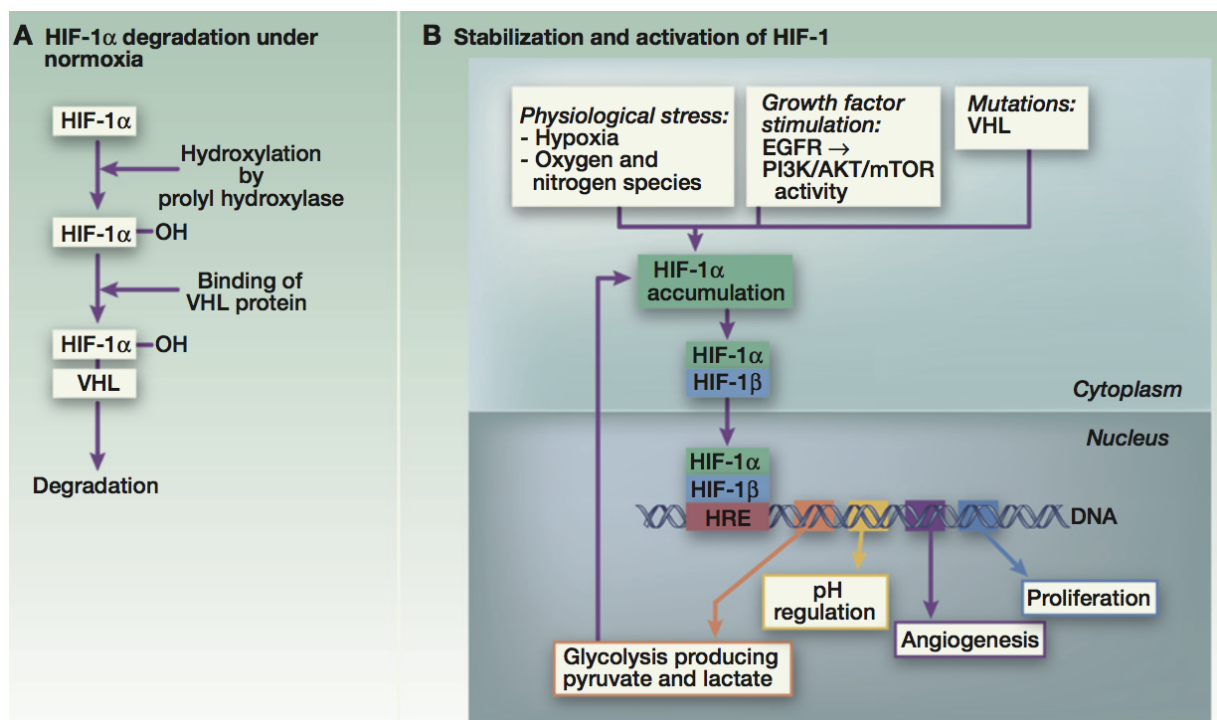 A HIF-1α degradation under
normoxia
HIF-1α
Hydroxylation
by
prolyl hydroxylase
HIF-1α OH
Binding of
VHL protein
HIF-1α OH
VHL
Degradation
B Stabilization and activation of HIF-1
Physiological stress:
- Hypoxia
- Oxygen and
nitrogen species
Growth factor
stimulation:
EGFR →
PI3K/AKT/mTOR
activity
Mutations:
VHL
HIF-1α
accumulation
HIF-1α
HIF-1β
Cytoplasm
Nucleus
HIF-1α
HIF-1β
HRE
DNA
pH
regulation
Proliferation
Angiogenesis
Glycolysis producing
pyruvate and lactate